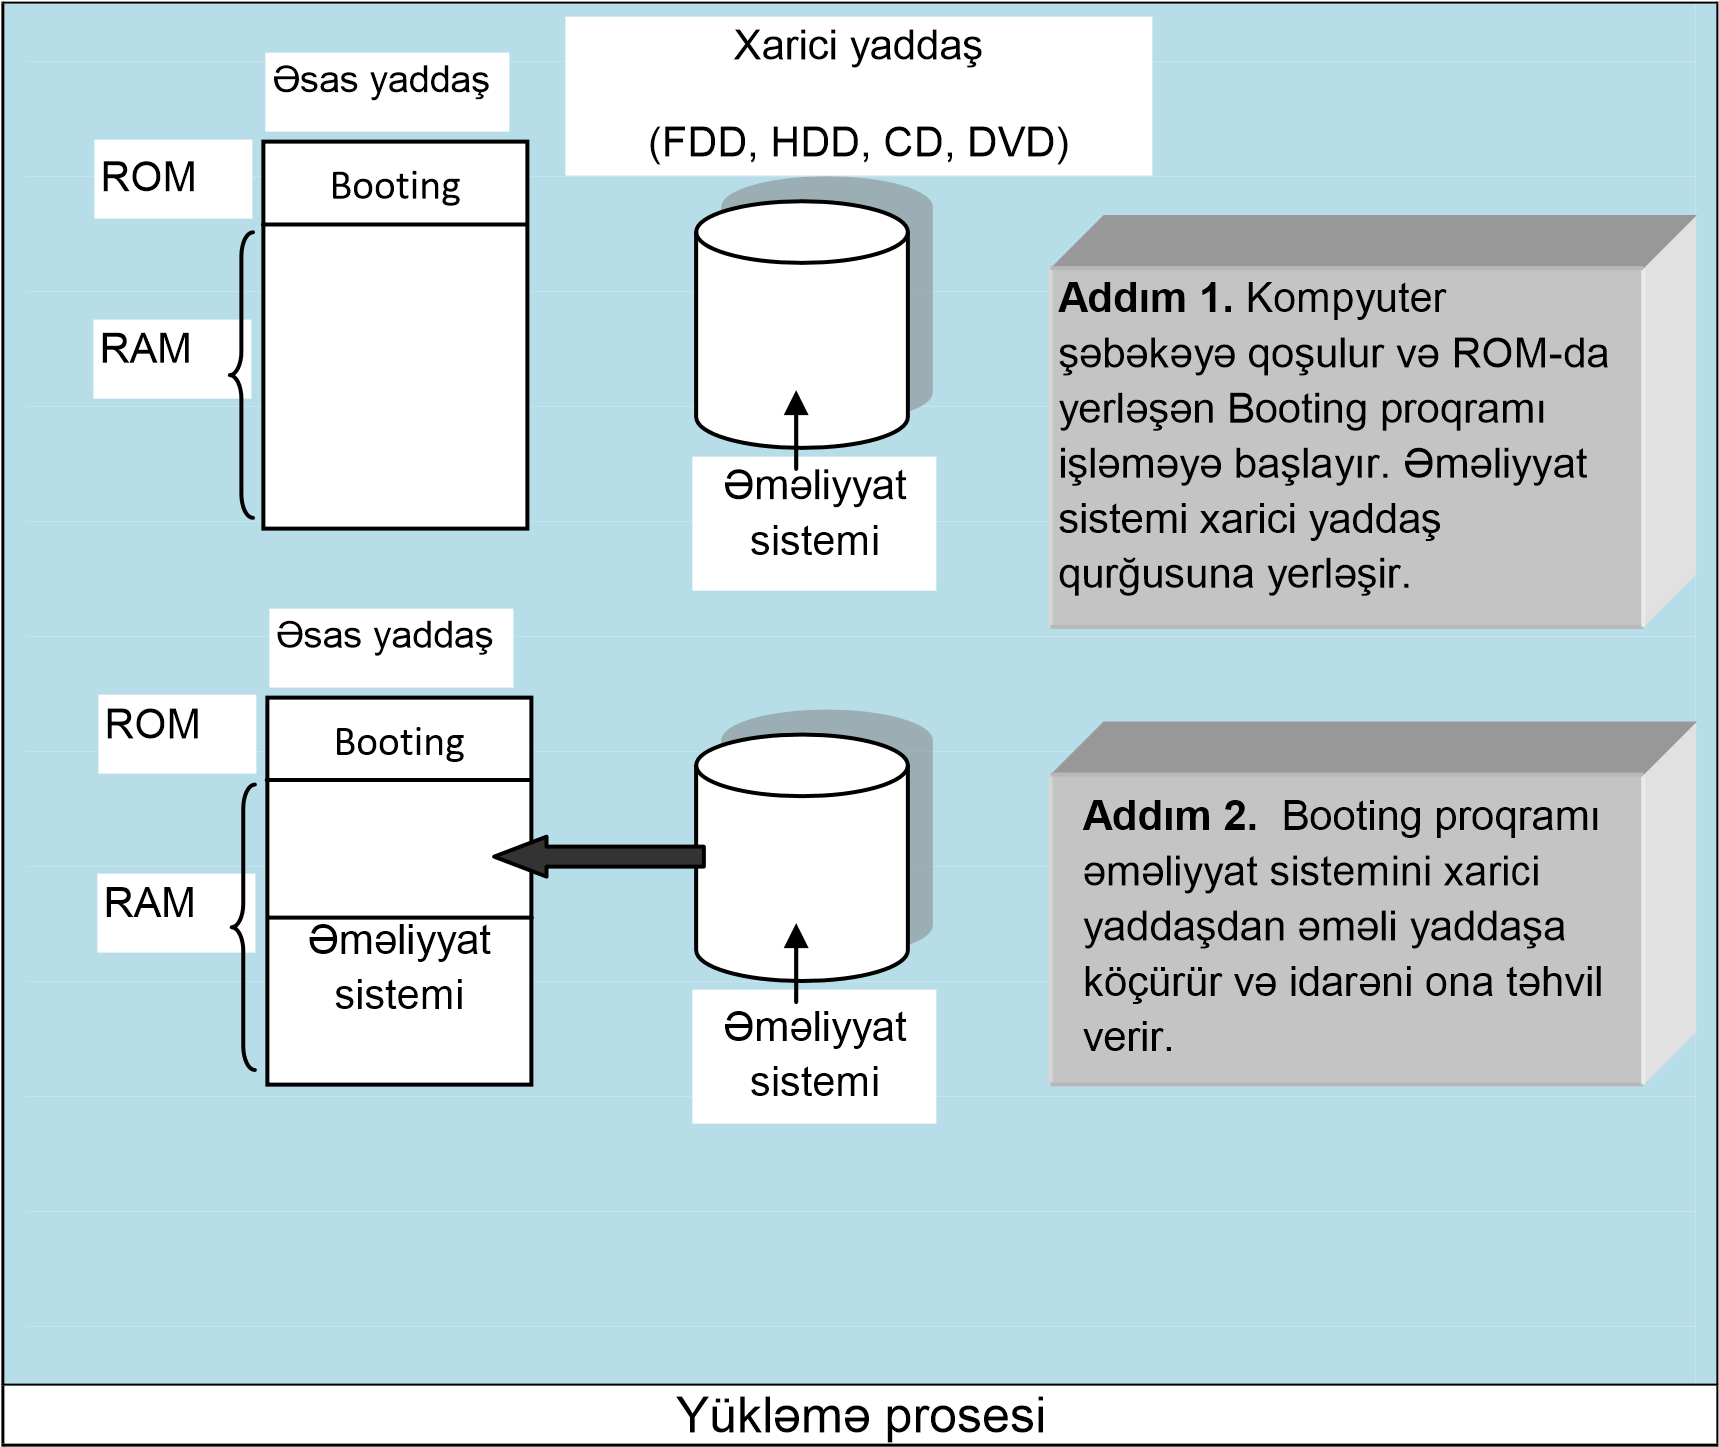 Xarici yaddaş
(FDD, HDD, CD, DVD)
Əsas yaddaş
ROM
Booting
RAM
Əməliyyat
sistemi
Addım 1. Kompyuter
şəbəkəyə qoşulur və ROM-da
yerləşən Booting proqramı
işləməyə başlayır. Əməliyyat
sistemi xarici yaddaş
qurğusuna yerləşir.
Əsas yaddaş
ROM
Booting
RAM
Əməliyyat
sistemi
Əməliyyat
sistemi
Addım 2. Booting proqramı
əməliyyat sistemini xarici
yaddaşdan əməli yaddaşa
köçürür və idarəni ona təhvil
verir.
Yükləmə prosesi